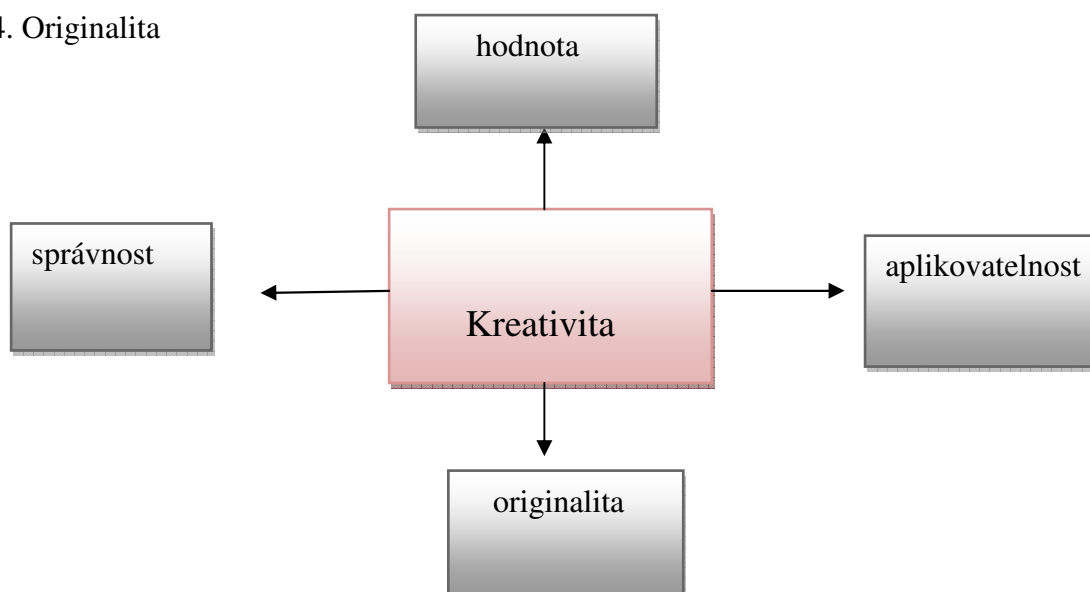 4. Originalita
hodnota
správnost
aplikovatelnost
Kreativita
originalita